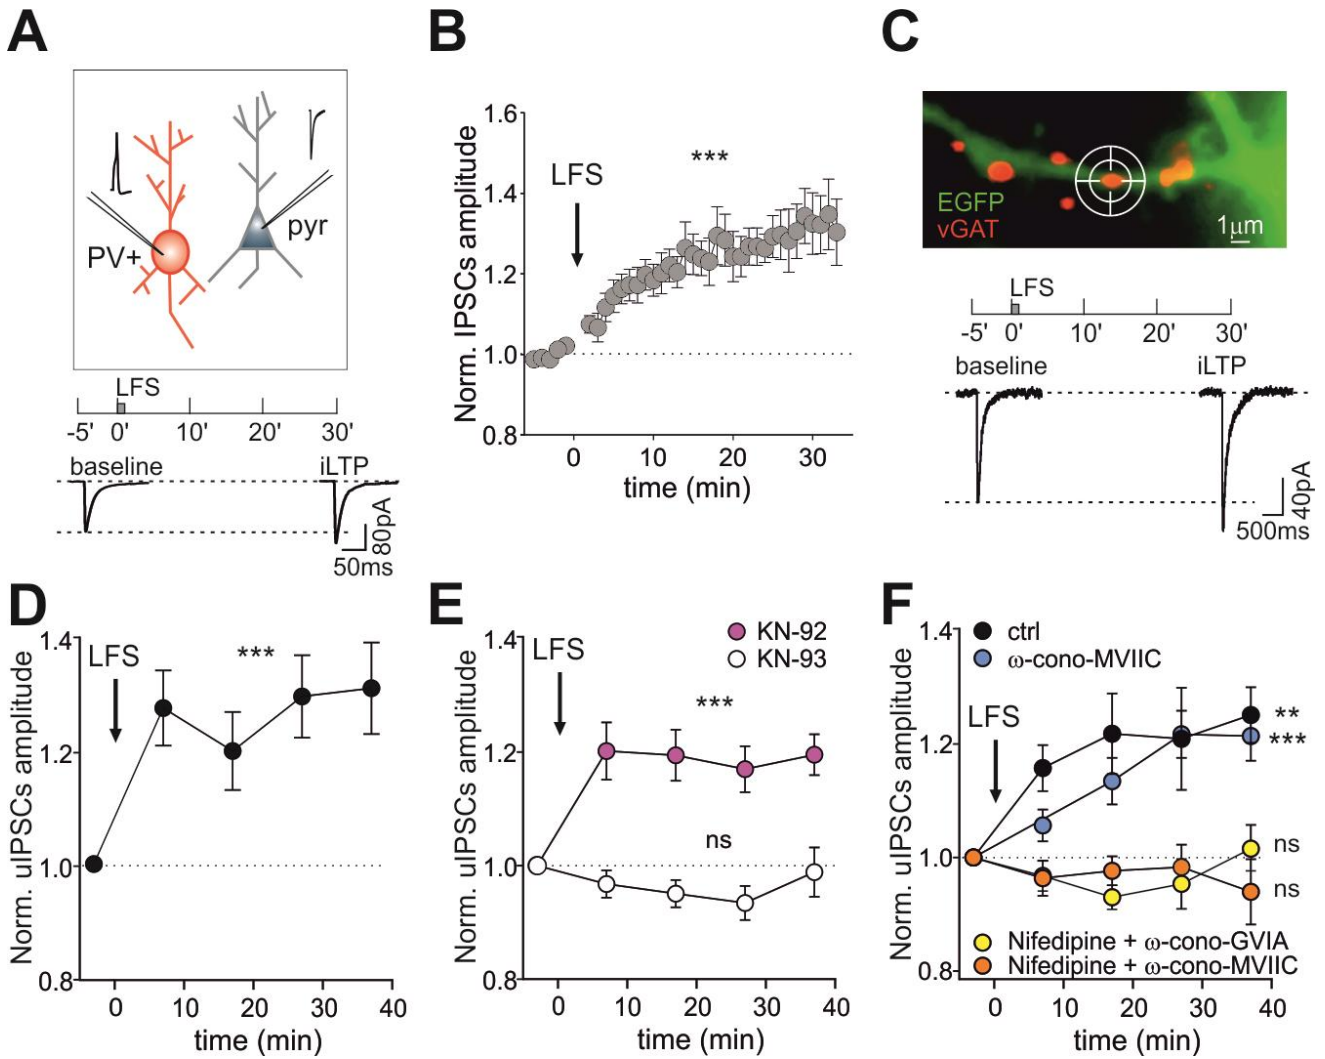 A
PV+
pyr
LFS
-5' 0' 10' 20' 30'
baseline iLTP
80pA
50ms
B
Norm. IPSCs amplitude
1.6
1.4
1.2
1.0
0.8
LFS
***
0 10 20 30
time (min)
C
EGFP
vGAT
1µm
LFS
-5' 0' 10' 20' 30'
baseline iLTP
40pA
500ms
D
Norm. uIPSCs amplitude
1.4
1.2
1.0
0.8
LFS
***
0 10 20 30 40
time (min)
E
Norm. uIPSCs amplitude
1.4
1.2
1.0
0.8
LFS
KN-92
KN-93
***
ns
0 10 20 30 40
time (min)
F
Norm. uIPSCs amplitude
1.4
1.2
1.0
0.8
ctrl
ω-cono-MVIIC
LFS
**
***
ns
ns
Nifedipine + ω-cono-GVIA
Nifedipine + ω-cono-MVIIC
0 10 20 30 40
time (min)